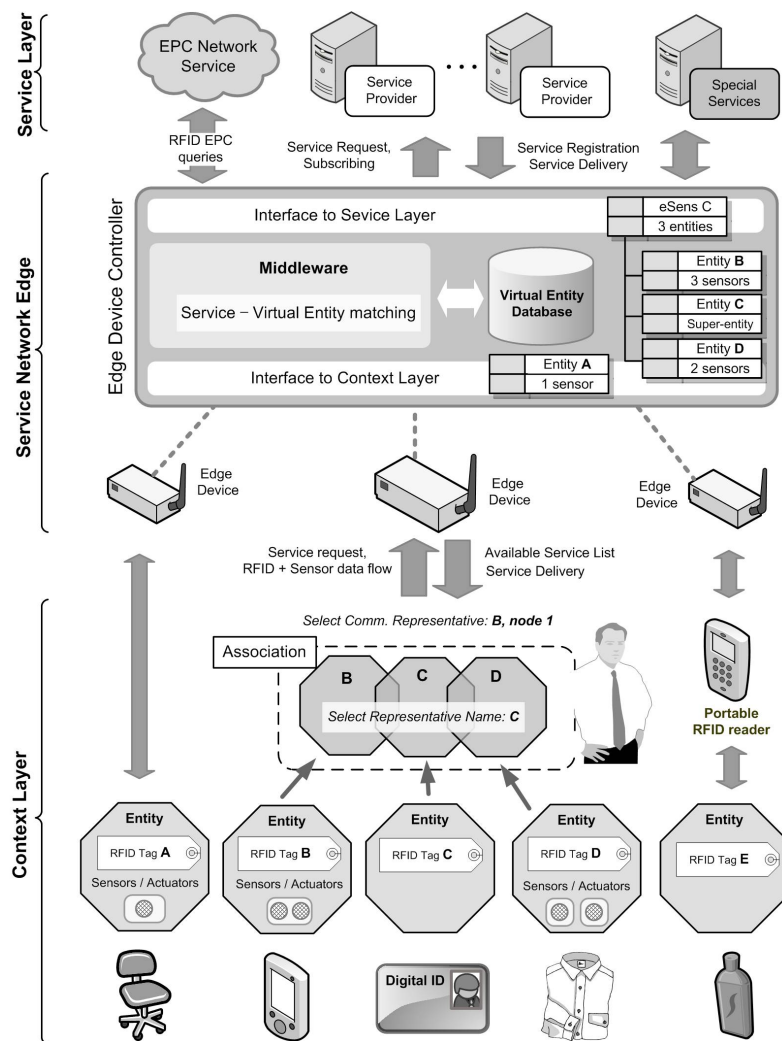 Service Layer
EPC Network
Service
Service
Provider
Service
Provider
Special
Services
RFID EPC
queries
Service Request,
Subscribing
Service Registration
Service Delivery
Service Network Edge
Edge Device Controller
Interface to Sevice Layer
eSens C
3 entities
Middleware
Service – Virtual Entity matching
Virtual Entity
Database
Entity B
3 sensors
Entity C
Super-entity
Entity D
2 sensors
Interface to Context Layer
Entity A
1 sensor
Edge
Device
Edge
Device
Edge
Device
Service request,
RFID + Sensor data flow
Available Service List
Service Delivery
Context Layer
Select Comm. Representative: B, node 1
Association
B
C
D
Select Representative Name: C
Portable
RFID reader
Entity
RFID Tag A
Sensors / Actuators
Entity
RFID Tag B
Sensors / Actuators
Entity
RFID Tag C
Entity
RFID Tag D
Sensors / Actuators
Entity
RFID Tag E
Digital ID